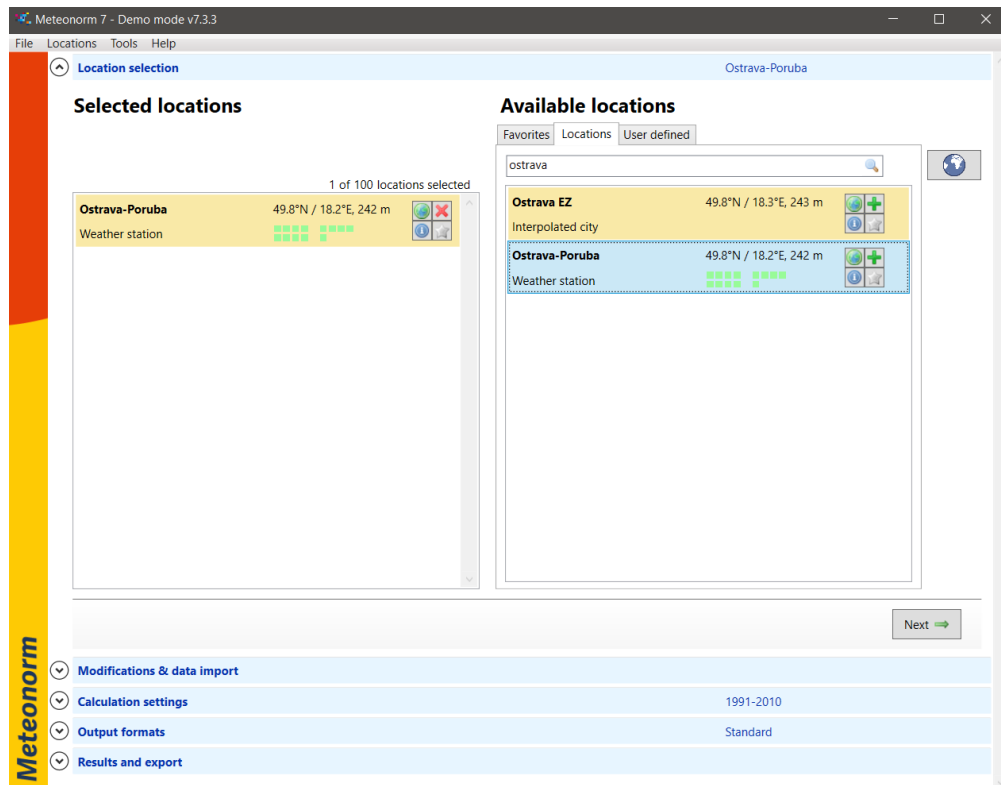 Meteonorm 7 - Demo mode v7.3.3
File Locations Tools Help
Location selection Ostrava-Poruba
Selected locations
1 of 100 locations selected
Ostrava-Poruba 49.8°N / 18.2°E, 242 m
Weather station
Available locations
Favorites Locations User defined
ostrava
Ostrava EZ 49.8°N / 18.3°E, 243 m
Interpolated city
Ostrava-Poruba 49.8°N / 18.2°E, 242 m
Weather station
Next
Modifications & data import
Calculation settings 1991-2010
Output formats Standard
Results and export
Meteonorm